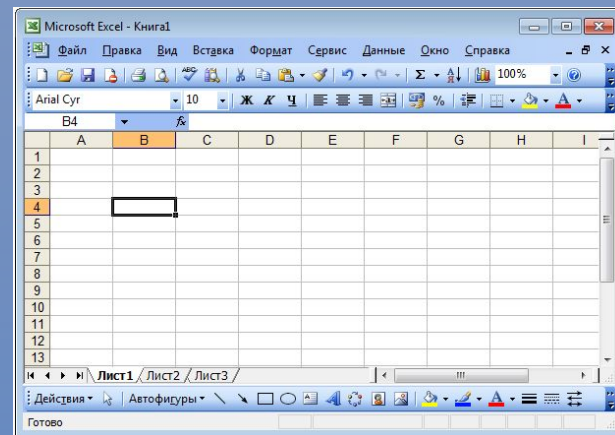 Microsoft Excel - Книга1
Файл Правка Вид Вставка Формат Сервис Данные Окно Справка
ABC Σ А Я 100%
Arial Cyr 10 Ж К Ч % А
B4 fx
A B C D E F G H I
1
2
3
4
5
6
7
8
9
10
11
12
13
Лист1 Лист2 Лист3
Действия Автофигуры A А
Готово